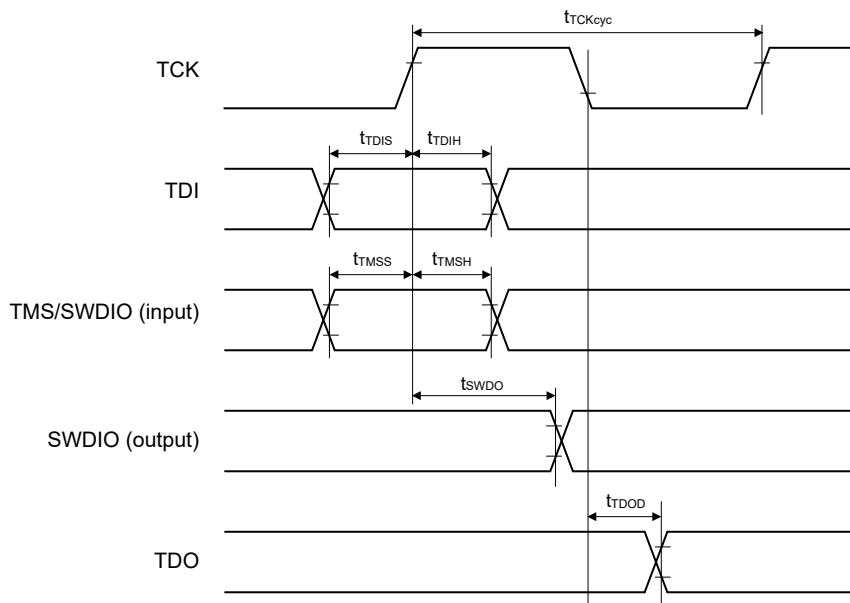 tTCKcyc
TCK
tTDIS
tTDIH
TDI
tTMSS
tTMSH
TMS/SWDIO (input)
tSWDO
SWDIO (output)
tTDOD
TDO